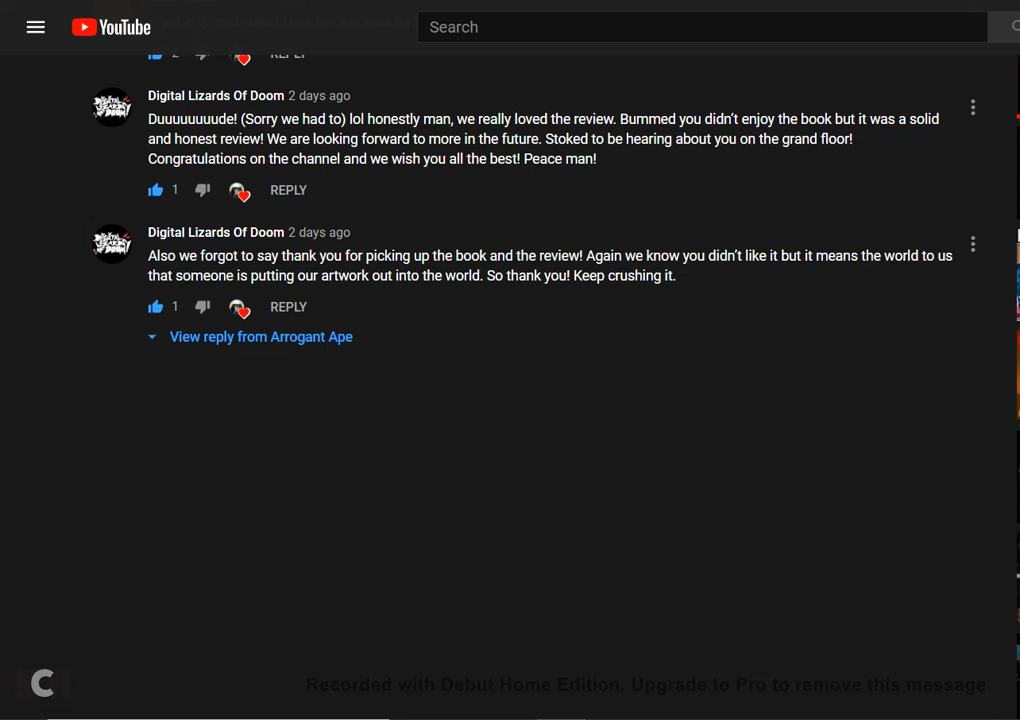 YouTube
Search
2 REPLY
Digital Lizards Of Doom 2 days ago
Duuuuuuude! (Sorry we had to) lol honestly man, we really loved the review. Bummed you didn't enjoy the book but it was a solid
and honest review! We are looking forward to more in the future. Stoked to be hearing about you on the grand floor!
Congratulations on the channel and we wish you all the best! Peace man!
1 REPLY
Digital Lizards Of Doom 2 days ago
Also we forgot to say thank you for picking up the book and the review! Again we know you didn't like it but it means the world to us
that someone is putting our artwork out into the world. So thank you! Keep crushing it.
1 REPLY
View reply from Arrogant Ape
C
Recorded with Debut Home Edition. Upgrade to Pro to remove this message